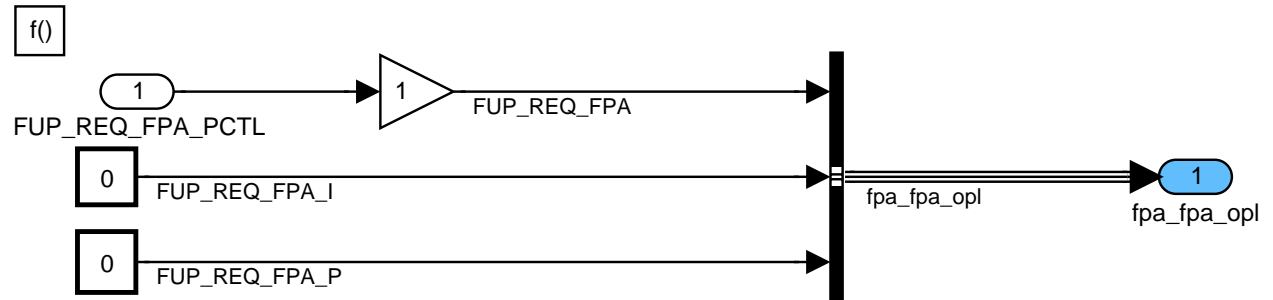 f()
1
1
FUP_REQ_FPA
FUP_REQ_FPA_PCTL
0
FUP_REQ_FPA_I
fpa_fpa_opl
1
fpa_fpa_opl
0
FUP_REQ_FPA_P